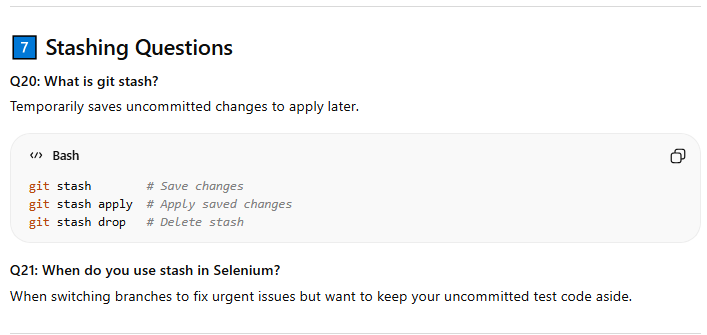 7 Stashing Questions
Q20: What is git stash?
Temporarily saves uncommitted changes to apply later.
Bash
git stash        # Save changes
git stash apply  # Apply saved changes
git stash drop   # Delete stash
Q21: When do you use stash in Selenium?
When switching branches to fix urgent issues but want to keep your uncommitted test code aside.